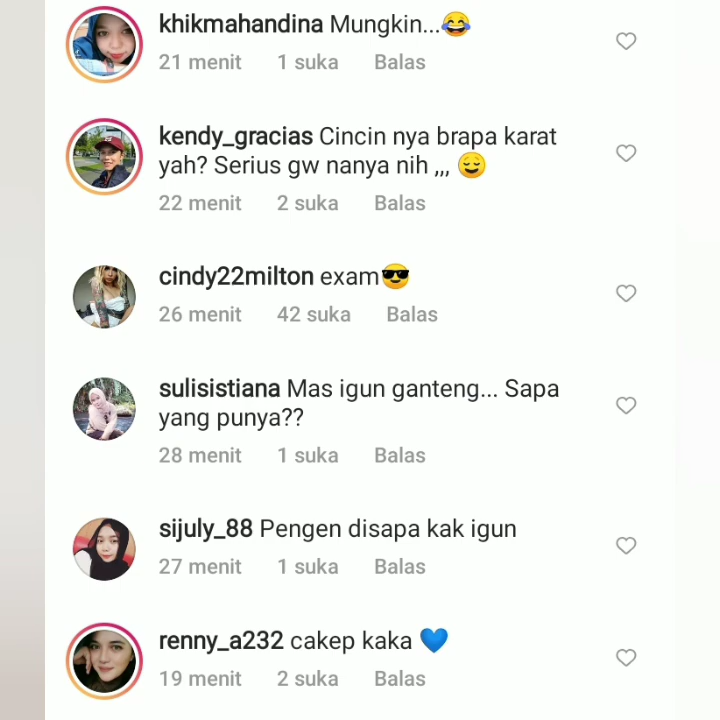 khikmahandina Mungkin...😂
21 menit 1 suka Balas
kendy_gracias Cincin nya brapa karat
yah? Serius gw nanya nih ,,, 😌
22 menit 2 suka Balas
cindy22milton exam😎
26 menit 42 suka Balas
sulisistiana Mas igun ganteng... Sapa
yang punya??
28 menit 1 suka Balas
sijuly_88 Pengen disapa kak igun
27 menit 1 suka Balas
renny_a232 cakep kaka 💙
19 menit 2 suka Balas